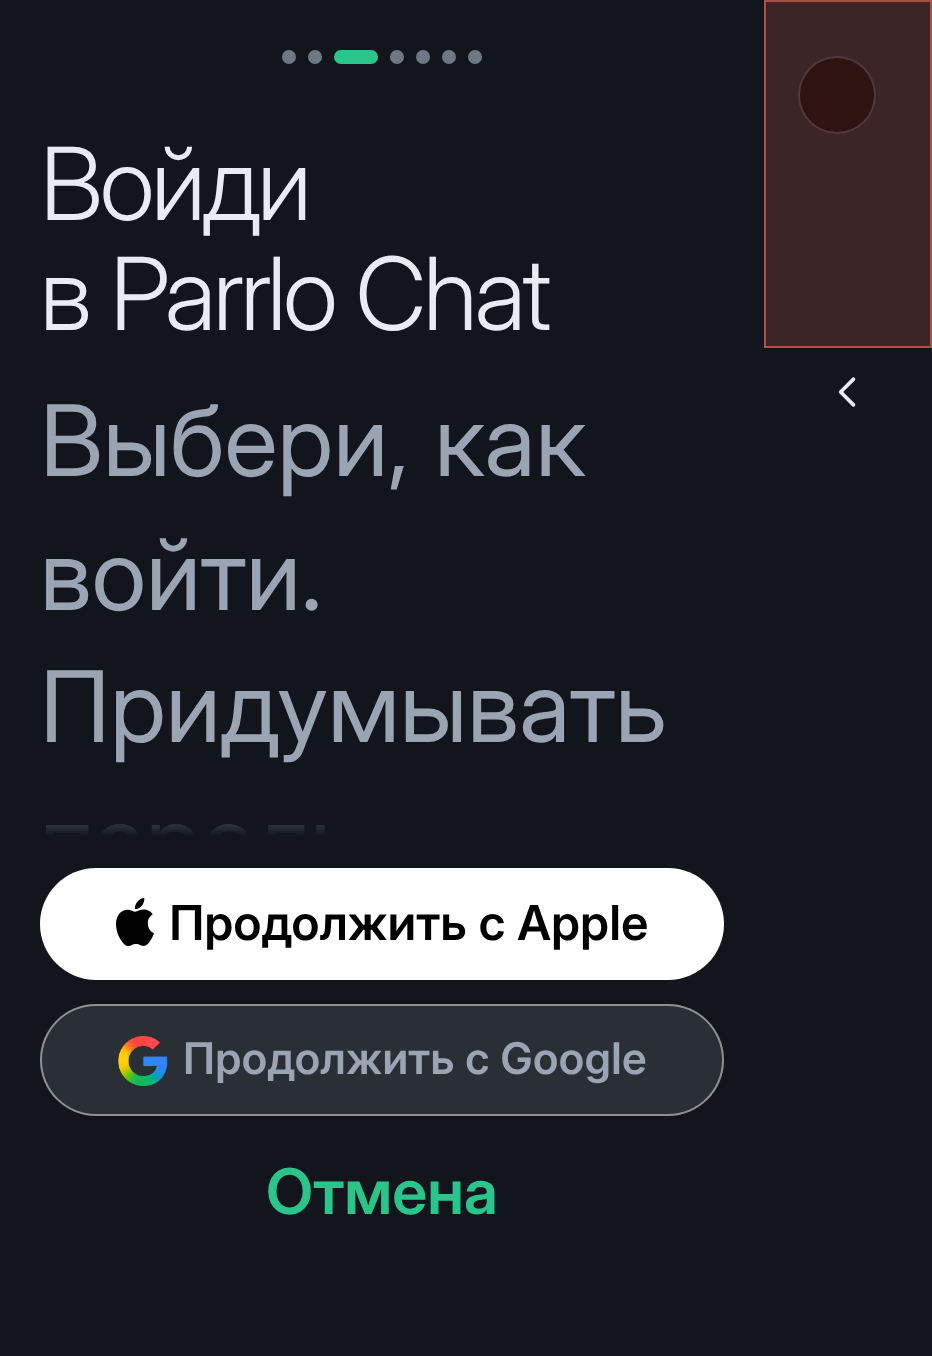 Войди
в Parrlo Chat
Выбери, как
войти.
Придумывать
Продолжить с Apple
Продолжить с Google
Отмена